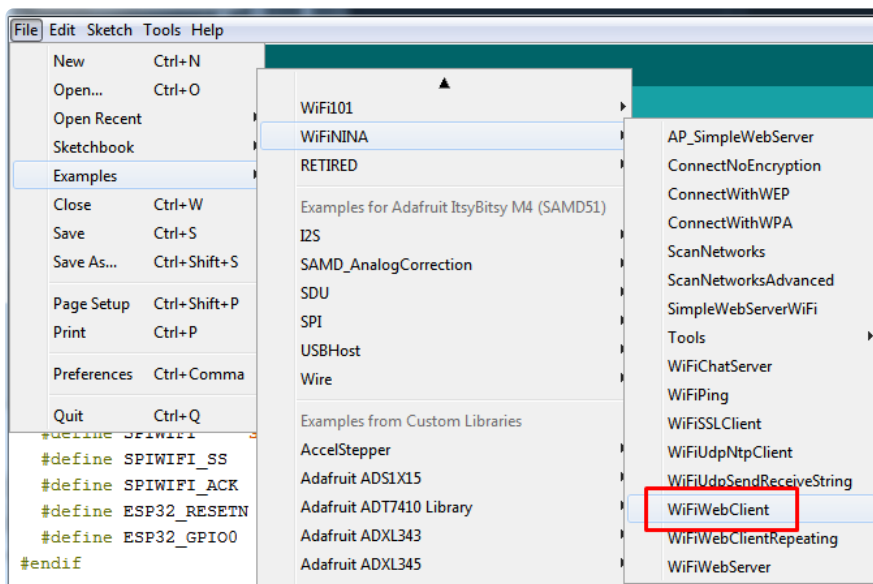 File Edit Sketch Tools Help
New Ctrl+N
Open... Ctrl+O
Open Recent
Sketchbook
Examples
Close Ctrl+W
Save Ctrl+S
Save As... Ctrl+Shift+S
Page Setup Ctrl+Shift+P
Print Ctrl+P
Preferences Ctrl+Comma
Quit Ctrl+Q
#define SPIWIFI S
#define SPIWIFI_SS
#define SPIWIFI_ACK
#define ESP32_RESETN
#define ESP32_GPIO0
#endif
WiFi101
WiFiNINA
RETIRED
Examples for Adafruit ItsyBitsy M4 (SAMD51)
I2S
SAMD_AnalogCorrection
SDU
SPI
USBHost
Wire
Examples from Custom Libraries
AccelStepper
Adafruit ADS1X15
Adafruit ADT7410 Library
Adafruit ADXL343
Adafruit ADXL345
AP_SimpleWebServer
ConnectNoEncryption
ConnectWithWEP
ConnectWithWPA
ScanNetworks
ScanNetworksAdvanced
SimpleWebServerWiFi
Tools
WiFiChatServer
WiFiPing
WiFiSSLClient
WiFiUdpNtpClient
WiFiUdpSendReceiveString
WiFiWebClient
WiFiWebClientRepeating
WiFiWebServer